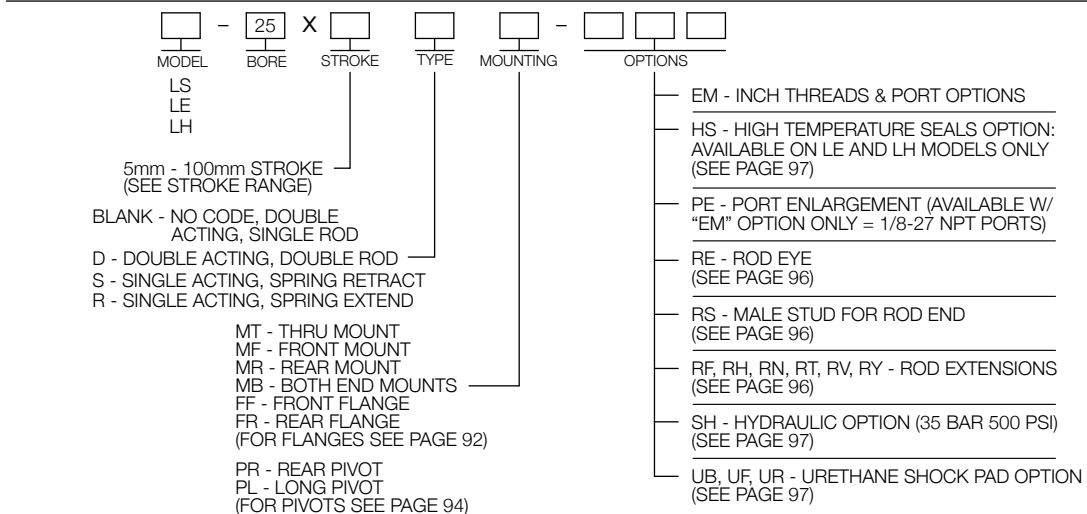 – 25 X –
MODEL BORE STROKE TYPE MOUNTING OPTIONS
LS
LE
LH
5mm - 100mm STROKE
(SEE STROKE RANGE)
BLANK - NO CODE, DOUBLE
ACTING, SINGLE ROD
D - DOUBLE ACTING, DOUBLE ROD
S - SINGLE ACTING, SPRING RETRACT
R - SINGLE ACTING, SPRING EXTEND
MT - THRU MOUNT
MF - FRONT MOUNT
MR - REAR MOUNT
MB - BOTH END MOUNTS
FF - FRONT FLANGE
FR - REAR FLANGE
(FOR FLANGES SEE PAGE 92)
PR - REAR PIVOT
PL - LONG PIVOT
(FOR PIVOTS SEE PAGE 94)
EM - INCH THREADS & PORT OPTIONS
HS - HIGH TEMPERATURE SEALS OPTION:
AVAILABLE ON LE AND LH MODELS ONLY
(SEE PAGE 97)
PE - PORT ENLARGEMENT (AVAILABLE W/
“EM” OPTION ONLY = 1/8-27 NPT PORTS)
RE - ROD EYE
(SEE PAGE 96)
RS - MALE STUD FOR ROD END
(SEE PAGE 96)
RF, RH, RN, RT, RV, RY - ROD EXTENSIONS
(SEE PAGE 96)
SH - HYDRAULIC OPTION (35 BAR 500 PSI)
(SEE PAGE 97)
UB, UF, UR - URETHANE SHOCK PAD OPTION
(SEE PAGE 97)